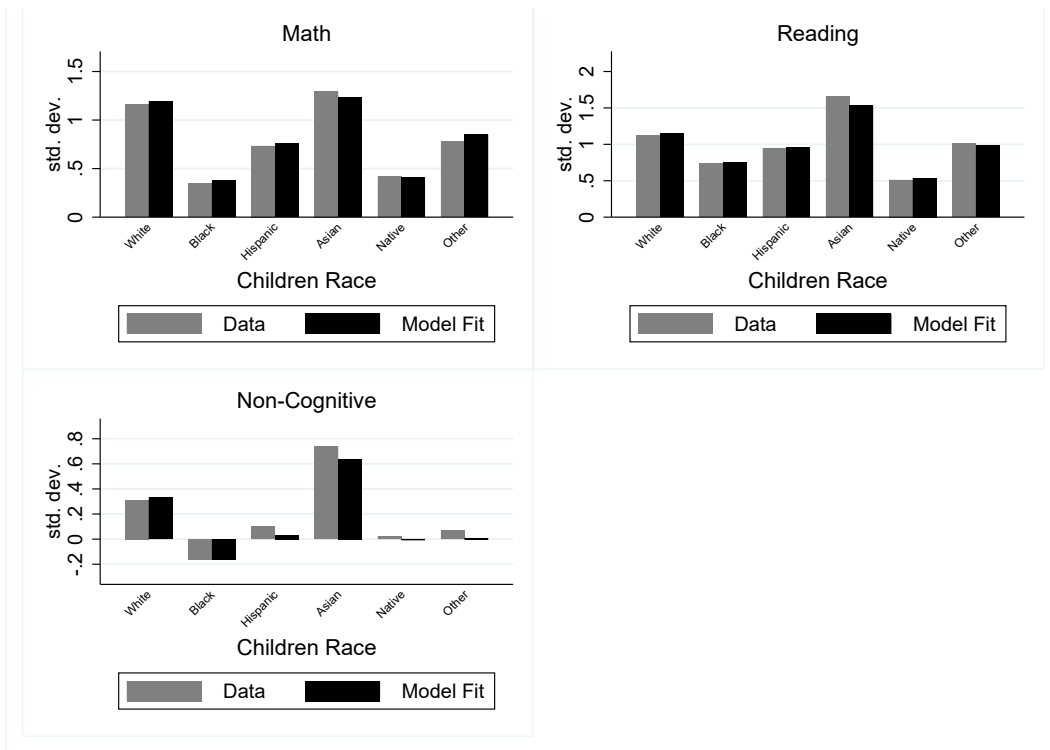 Math
std. dev.
1.5
1
.5
0
White Black Hispanic Asian Native Other
Children Race
Data Model Fit
Reading
std. dev.
2
1.5
1
.5
0
White Black Hispanic Asian Native Other
Children Race
Data Model Fit
Non-Cognitive
std. dev.
.8
.6
.4
.2
0
-.2
White Black Hispanic Asian Native Other
Children Race
Data Model Fit